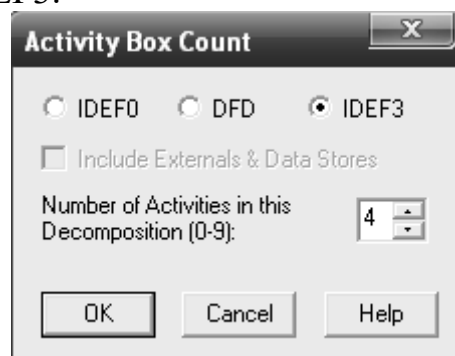 Activity Box Count
IDEF0 DFD IDEF3
Include Externals & Data Stores
Number of Activities in this
Decomposition (0-9):
4
OK Cancel Help